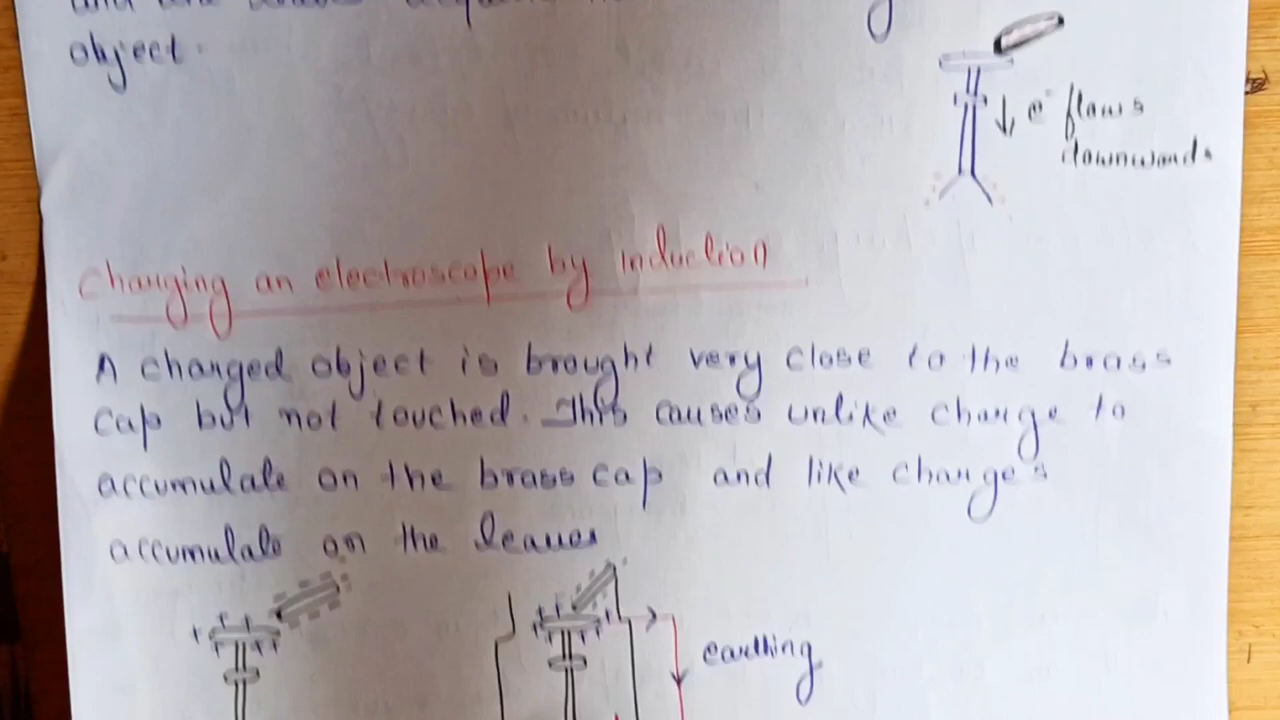 object.
e⁻ flows
downwards
Charging an electroscope by induction
A charged object is brought very close to the brass
cap but not touched. This causes unlike charge to
accumulate on the brass cap and like charges
accumulate on the leaves
earthing